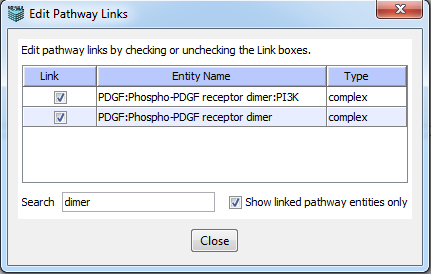 Edit Pathway Links
Edit pathway links by checking or unchecking the Link boxes.
Link Entity Name Type
PDGF:Phospho-PDGF receptor dimer:PI3K complex
PDGF:Phospho-PDGF receptor dimer complex
Search dimer Show linked pathway entities only
Close